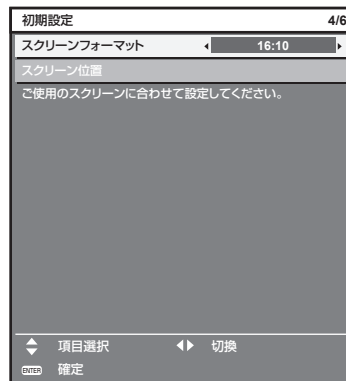 初期設定 4/6
スクリーンフォーマット 16:10
スクリーン位置
ご使用のスクリーンに合わせて設定してください。
項目選択 切換
ENTER 確定